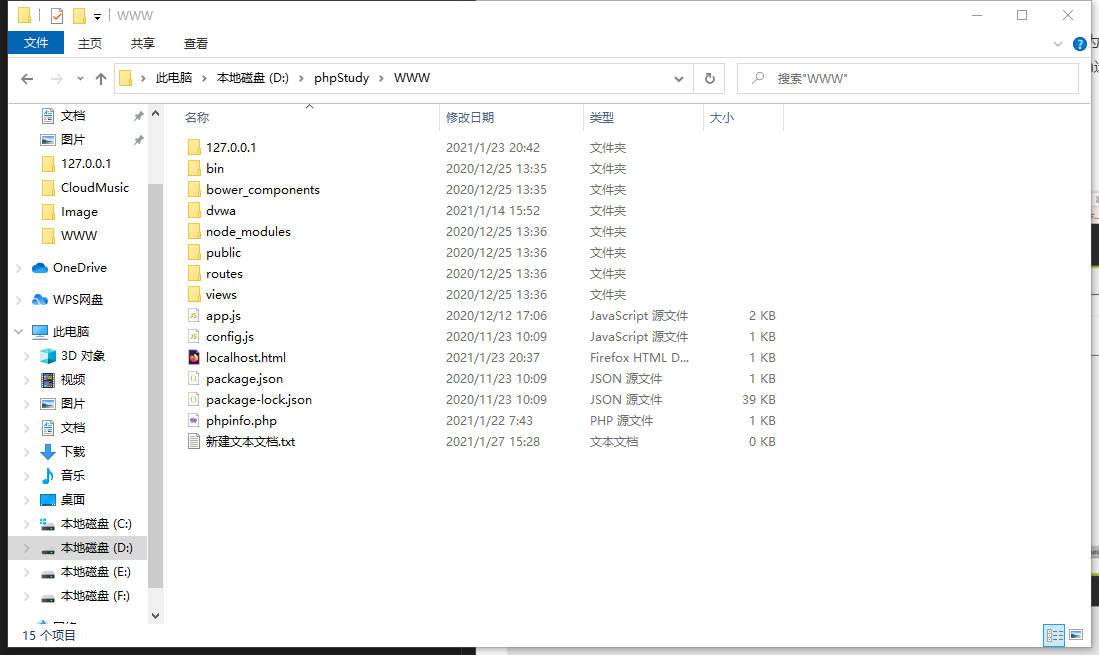 WWW
文件 主页 共享 查看
此电脑 本地磁盘 (D:) phpStudy WWW 搜索"WWW"
文档
图片
127.0.0.1
CloudMusic
Image
WWW
OneDrive
WPS网盘
此电脑
3D 对象
视频
图片
文档
下载
音乐
桌面
本地磁盘 (C:)
本地磁盘 (D:)
本地磁盘 (E:)
本地磁盘 (F:)
名称 修改日期 类型 大小
127.0.0.1 2021/1/23 20:42 文件夹
bin 2020/12/25 13:35 文件夹
bower_components 2020/12/25 13:35 文件夹
dvwa 2021/1/14 15:52 文件夹
node_modules 2020/12/25 13:36 文件夹
public 2020/12/25 13:36 文件夹
routes 2020/12/25 13:36 文件夹
views 2020/12/25 13:36 文件夹
app.js 2020/12/12 17:06 JavaScript 源文件 2 KB
config.js 2020/11/23 10:09 JavaScript 源文件 1 KB
localhost.html 2021/1/23 20:37 Firefox HTML D... 1 KB
package.json 2020/11/23 10:09 JSON 源文件 1 KB
package-lock.json 2020/11/23 10:09 JSON 源文件 39 KB
phpinfo.php 2021/1/22 7:43 PHP 源文件 1 KB
新建文本文档.txt 2021/1/27 15:28 文本文档 0 KB
15 个项目